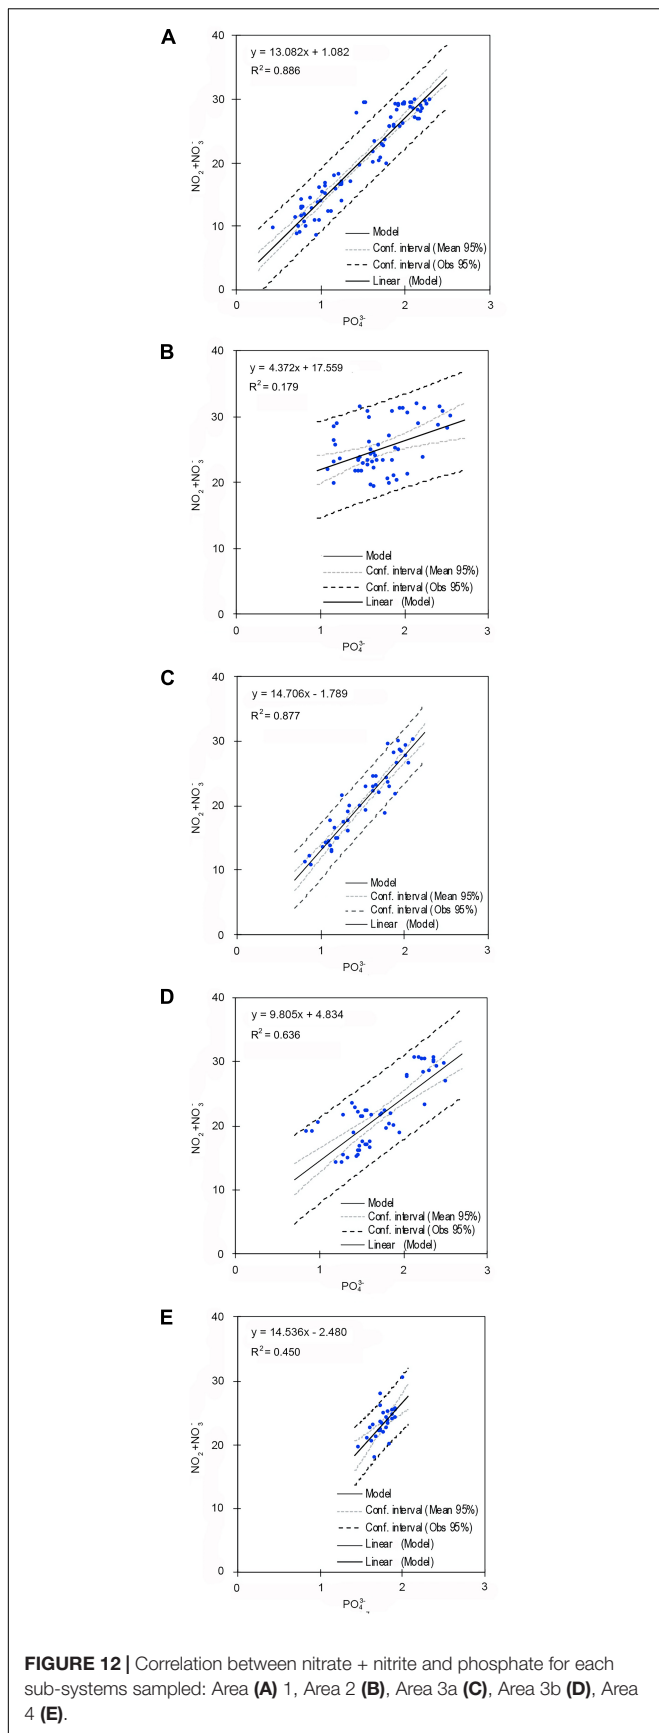 A
y = 13.082x + 1.082
R² = 0.886
40
30
20
10
0
NO₂⁻+NO₃⁻
Model
Conf. interval (Mean 95%)
Conf. interval (Obs 95%)
Linear (Model)
0 1 2 3
PO₄³⁻
B
y = 4.372x + 17.559
R² = 0.179
40
30
20
10
0
NO₂⁻+NO₃⁻
Model
Conf. interval (Mean 95%)
Conf. interval (Obs 95%)
Linear (Model)
0 1 2 3
PO₄³⁻
C
y = 14.706x - 1.789
R² = 0.877
40
30
20
10
0
NO₂⁻+NO₃⁻
Model
Conf. interval (Mean 95%)
Conf. interval (Obs 95%)
Linear (Model)
0 1 2 3
PO₄³⁻
D
y = 9.805x + 4.834
R² = 0.636
40
30
20
10
0
NO₂⁻+NO₃⁻
Model
Conf. interval (Mean 95%)
Conf. interval (Obs 95%)
Linear (Model)
0 1 2 3
PO₄³⁻
E
y = 14.536x - 2.480
R² = 0.450
40
30
20
10
0
NO₂⁻+NO₃⁻
Model
Conf. interval (Mean 95%)
Conf. interval (Obs 95%)
Linear (Model)
Linear (Model)
0 1 2 3
PO₄³⁻
FIGURE 12 | Correlation between nitrate + nitrite and phosphate for each
sub-systems sampled: Area (A) 1, Area 2 (B), Area 3a (C), Area 3b (D), Area
4 (E).